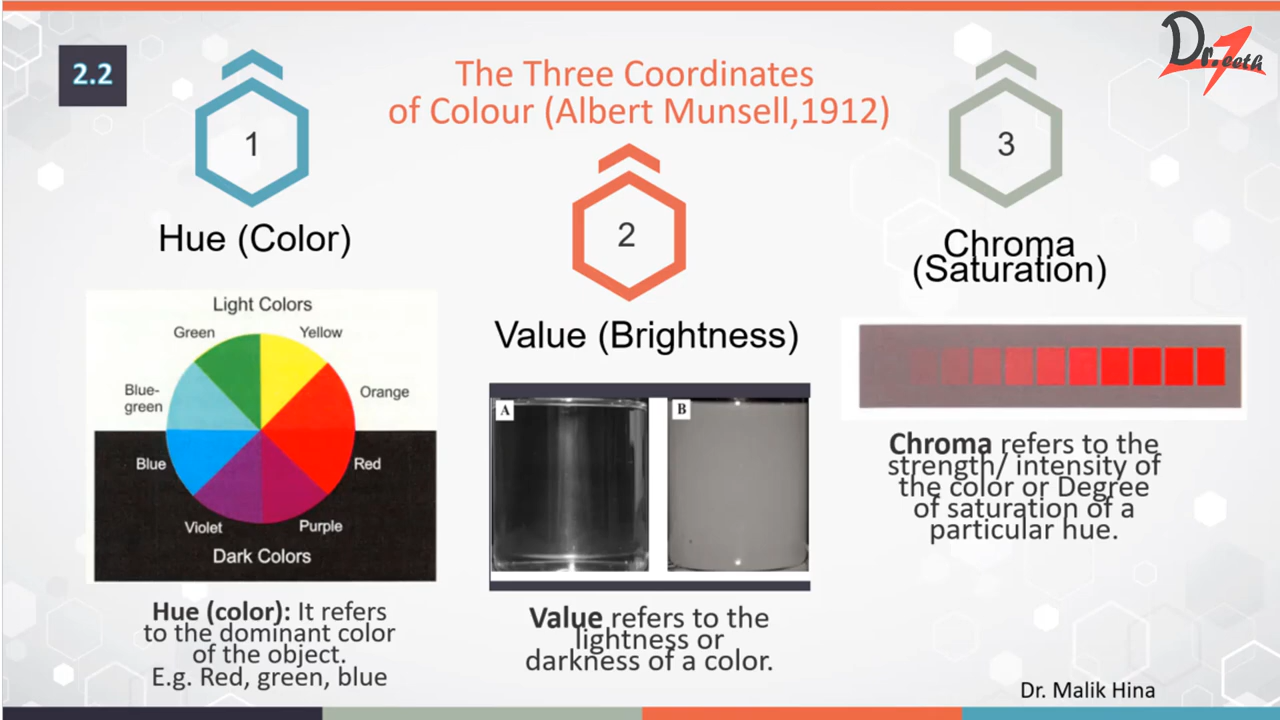 2.2
The Three Coordinates
of Colour (Albert Munsell,1912)
Dr.Teeth
1
Hue (Color)
Light Colors
Green
Yellow
Blue-
green
Orange
Blue
Red
Violet
Purple
Dark Colors
Hue (color): It refers
to the dominant color
of the object.
E.g. Red, green, blue
2
Value (Brightness)
A
B
Value refers to the
lightness or
darkness of a color.
3
Chroma
(Saturation)
Chroma refers to the
strength/ intensity of
the color or Degree
of saturation of a
particular hue.
Dr. Malik Hina